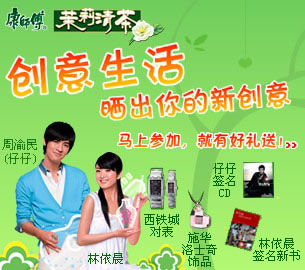 康师傅 茉莉清茶
创意生活
晒出你的新创意
马上参加，就有好礼送！
周渝民
(仔仔)
林依晨
西铁城
对表
施华
洛士奇
饰品
仔仔
签名
CD
林依晨
签名新书